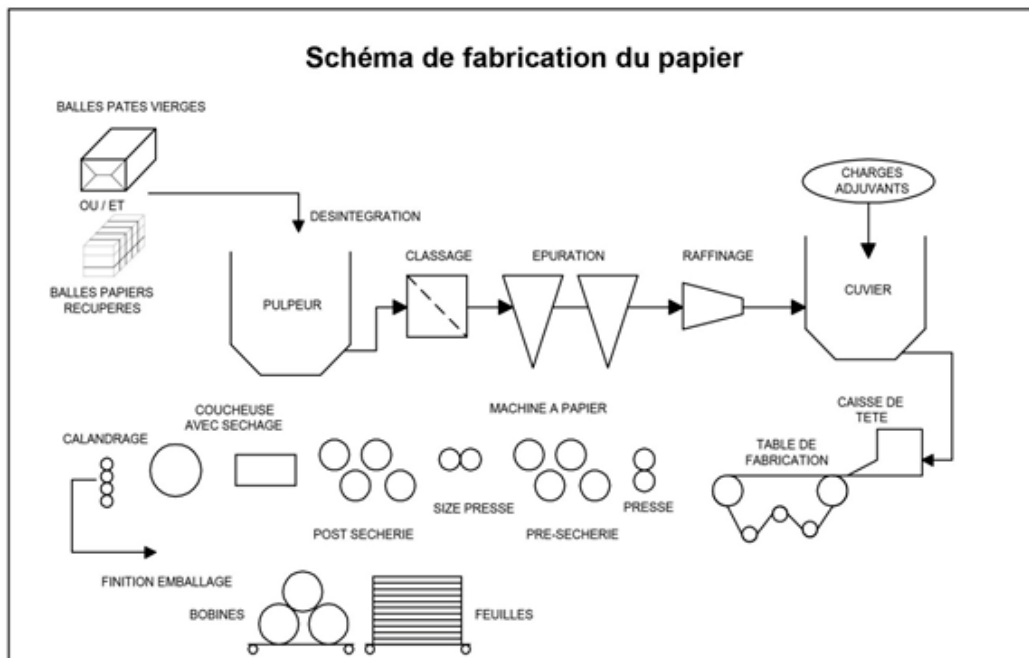 Schéma de fabrication du papier
BALLES PATES VIERGES
OU / ET
BALLES PAPIERS
RECUPERES
DESINTEGRATION
PULPEUR
CLASSAGE
EPURATION
RAFFINAGE
CHARGES
ADJUVANTS
CUVIER
CAISSE DE
TETE
TABLE DE
FABRICATION
MACHINE A PAPIER
PRESSE
PRE-SECHERIE
SIZE PRESSE
POST SECHERIE
COUCHEUSE
AVEC SECHAGE
CALANDRAGE
FINITION EMBALLAGE
BOBINES
FEUILLES